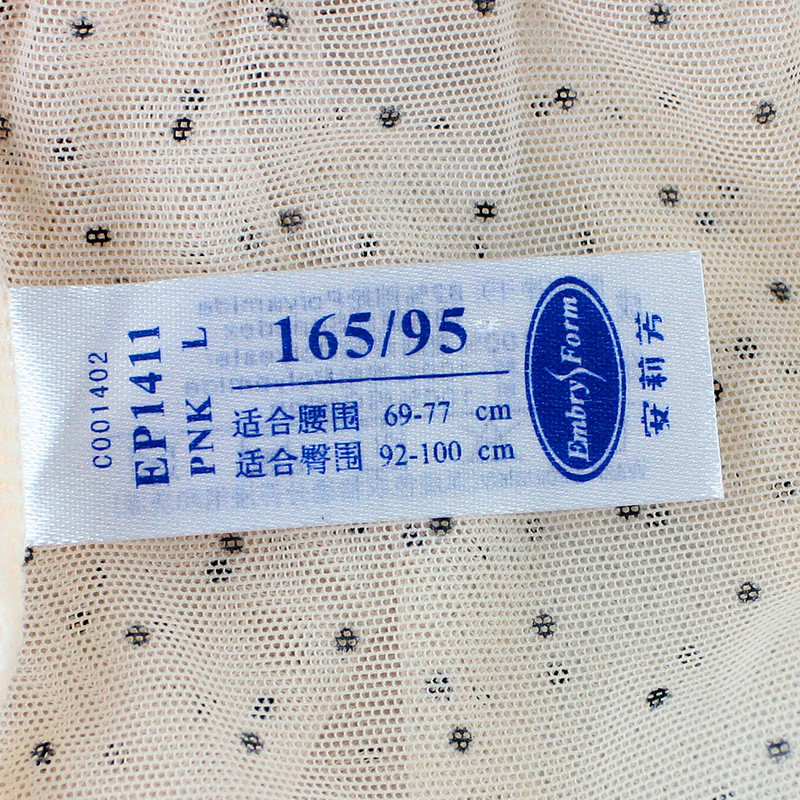 C001402
EP1411
PNK L
165/95
适合腰围 69-77 cm
适合臀围 92-100 cm
Embry Form
安莉芳